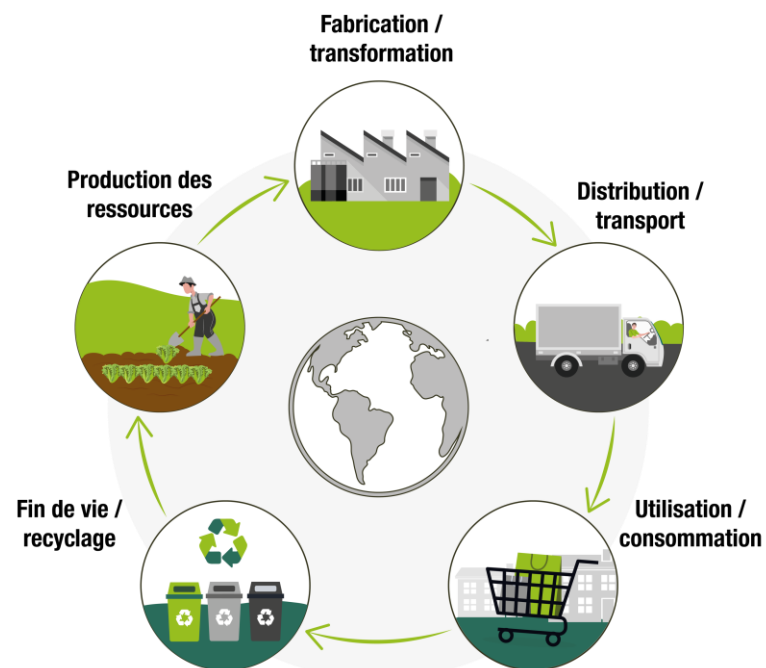 Fabrication /
transformation
Production des
ressources
Distribution /
transport
Fin de vie /
recyclage
Utilisation /
consommation